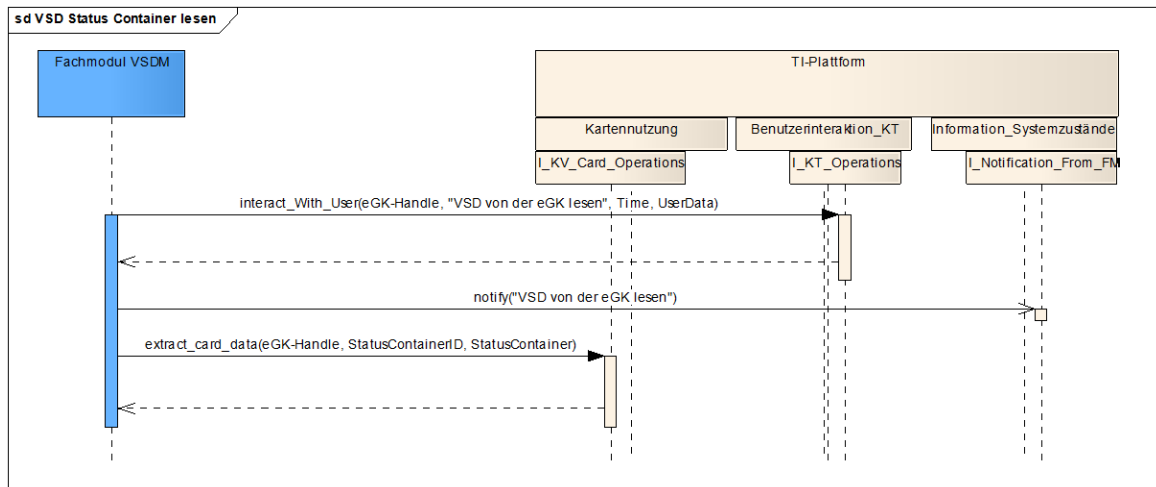 sd VSD Status Container lesen
Fachmodul VSDM
TI-Plattform
Kartennutzung
Benutzerinteraktion_KT
Information_Systemzustände
I_KV_Card_Operations
I_KT_Operations
I_Notification_From_FM
interact_With_User(eGK-Handle, "VSD von der eGK lesen", Time, UserData)
notify("VSD von der eGK lesen")
extract_card_data(eGK-Handle, StatusContainerID, StatusContainer)